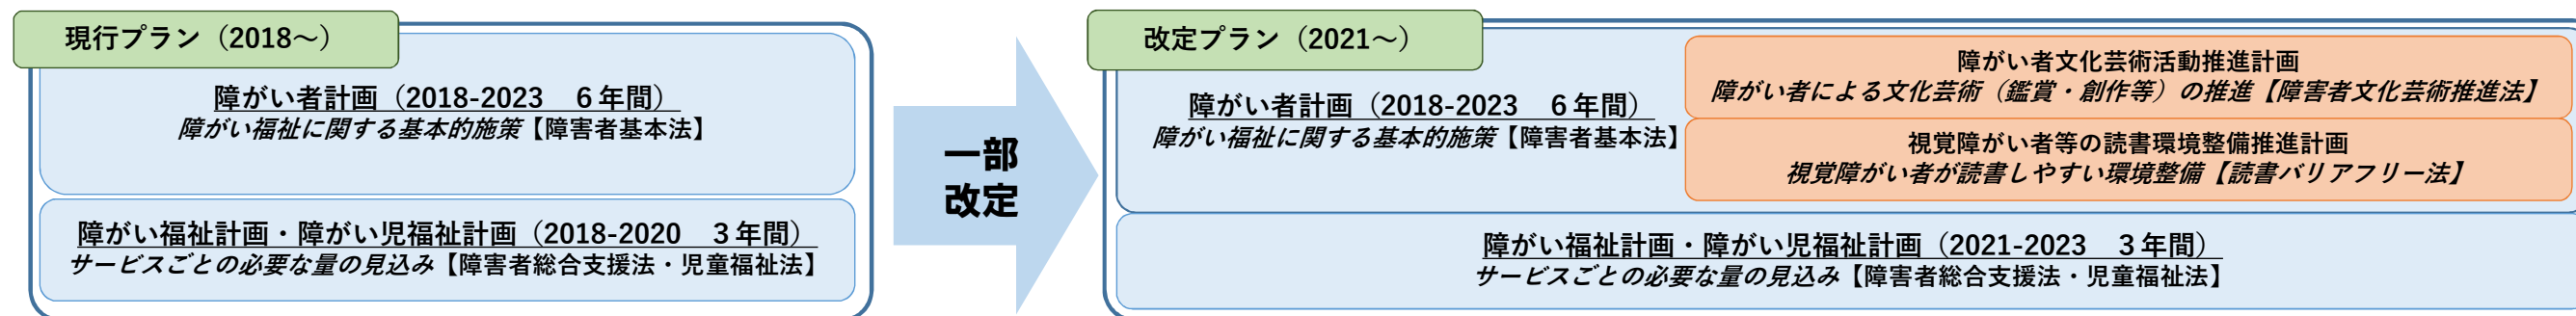 現行プラン（2018～）
障がい者計画（2018-2023　６年間）
障がい福祉に関する基本的施策【障害者基本法】
障がい福祉計画・障がい児福祉計画（2018-2020　３年間）
サービスごとの必要な量の見込み【障害者総合支援法・児童福祉法】
一部
改定
改定プラン（2021～）
障がい者計画（2018-2023　６年間）
障がい福祉に関する基本的施策【障害者基本法】
障がい者文化芸術活動推進計画
障がい者による文化芸術（鑑賞・創作等）の推進【障害者文化芸術推進法】
視覚障がい者等の読書環境整備推進計画
視覚障がい者が読書しやすい環境整備【読書バリアフリー法】
障がい福祉計画・障がい児福祉計画（2021-2023　３年間）
サービスごとの必要な量の見込み【障害者総合支援法・児童福祉法】